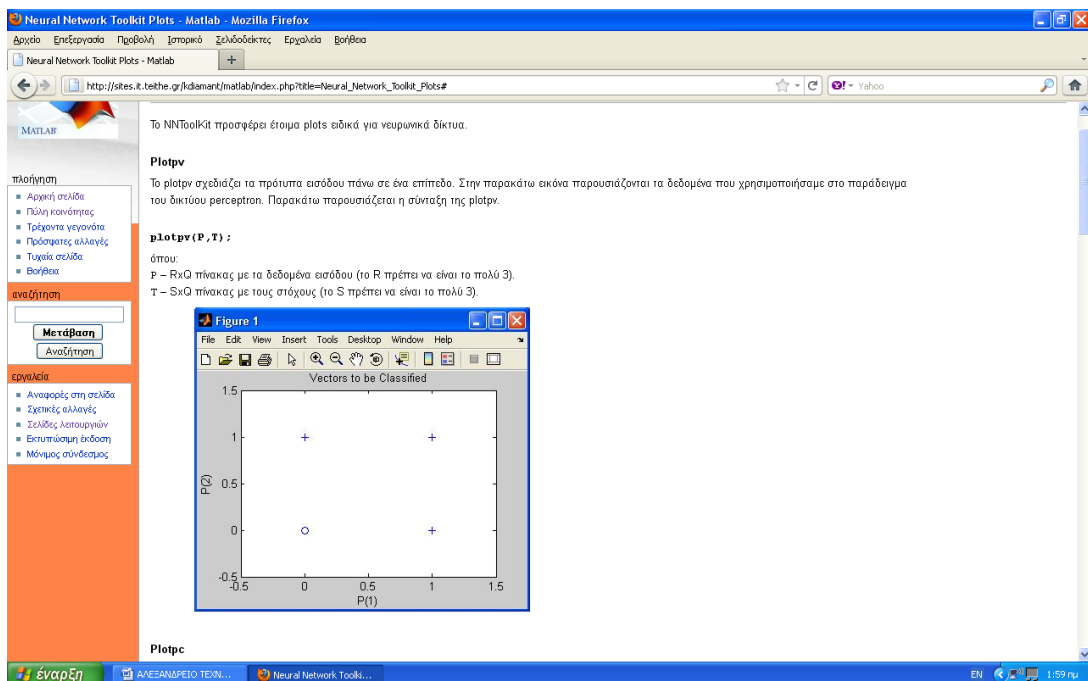 Neural Network Toolkit Plots - Matlab - Mozilla Firefox
Αρχείο Επεξεργασία Προβολή Ιστορικό Σελιδοδείκτες Εργαλεία Βοήθεια
Neural Network Toolkit Plots - Matlab
http://sites.it.teithe.gr/kdiamant/matlab/index.php?title=Neural_Network_Toolkit_Plots#
Yahoo
MATLAB
πλοήγηση
Αρχική σελίδα
Πύλη κοινότητας
Τρέχοντα γεγονότα
Πρόσφατες αλλαγές
Τυχαία σελίδα
Βοήθεια
αναζήτηση
Μετάβαση
Αναζήτηση
εργαλεία
Αναφορές στη σελίδα
Σχετικές αλλαγές
Σελίδες λειτουργιών
Εκτυπώσιμη έκδοση
Μόνιμος σύνδεσμος
Το NNToolKit προσφέρει έτοιμα plots ειδικά για νευρωνικά δίκτυα.
Plotpv
Το plotpv σχεδιάζει τα πρότυπα εισόδου πάνω σε ένα επίπεδο. Στην παρακάτω εικόνα παρουσιάζονται τα δεδομένα που χρησιμοποιήσαμε στο παράδειγμα
του δικτύου perceptron. Παρακάτω παρουσιάζεται η σύνταξη της plotpv.
plotpv(P,T);
όπου:
P – RxQ πίνακας με τα δεδομένα εισόδου (το R πρέπει να είναι το πολύ 3).
T – SxQ πίνακας με τους στόχους (το S πρέπει να είναι το πολύ 3).
Figure 1
File Edit View Insert Tools Desktop Window Help
Vectors to be Classified
1.5
1
0.5
0
-0.5
P(2)
-0.5 0 0.5 1 1.5
P(1)
Plotpc
έναρξη
ΑΛΕΞΑΝΔΡΕΙΟ ΤΕΧΝ...
Neural Network Toolki...
EN
1:59 πμ